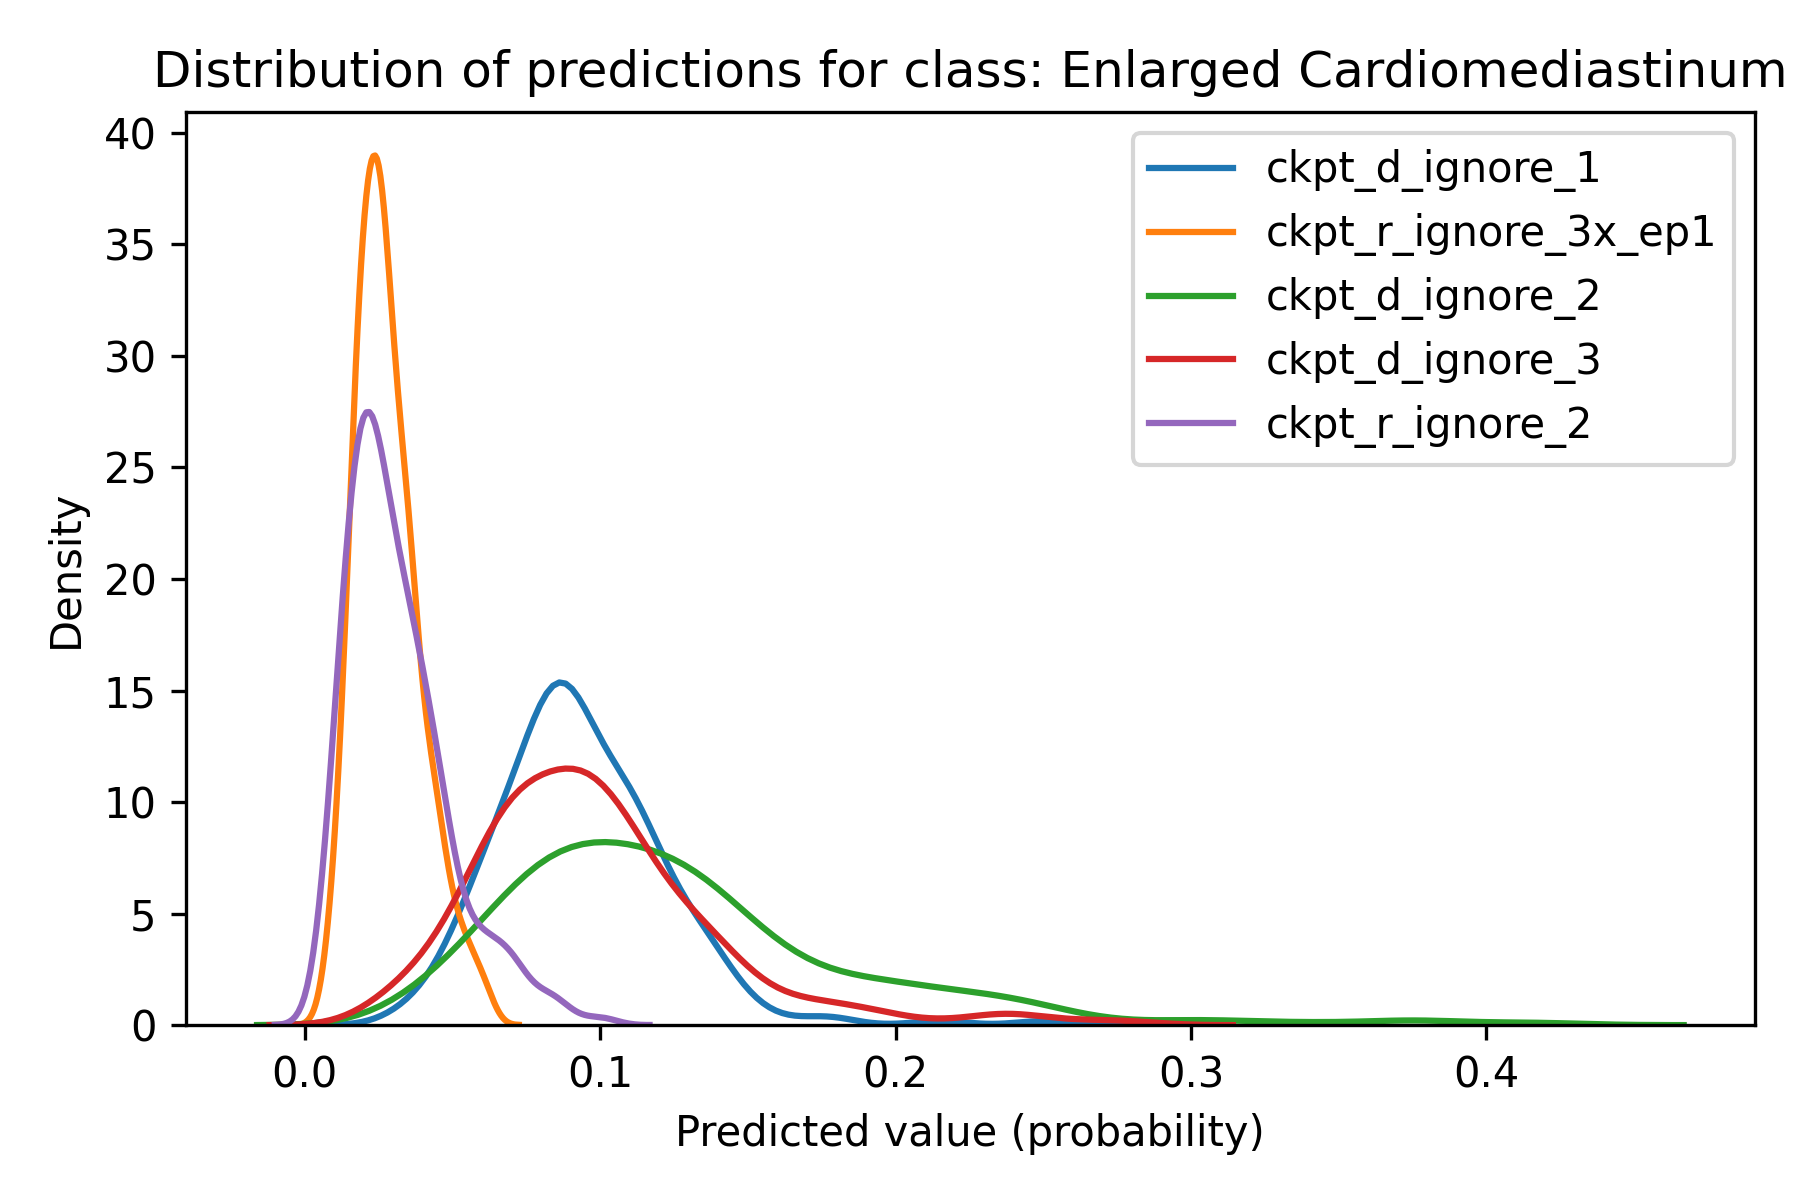 Distribution of predictions for class: Enlarged Cardiomediastinum
40
35
30
25
20
15
10
5
0
Density
ckpt_d_ignore_1
ckpt_r_ignore_3x_ep1
ckpt_d_ignore_2
ckpt_d_ignore_3
ckpt_r_ignore_2
0.0 0.1 0.2 0.3 0.4
Predicted value (probability)